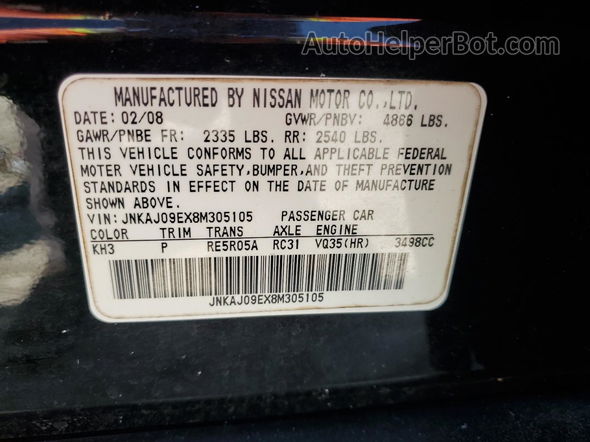 AutoHelperBot.com
MANUFACTURED BY NISSAN MOTOR CO.,LTD.
DATE: 02/08 GVWR/PNBV: 4866 LBS.
GAWR/PNBE FR: 2335 LBS. RR: 2540 LBS.
THIS VEHICLE CONFORMS TO ALL APPLICABLE FEDERAL
MOTOR VEHICLE SAFETY,BUMPER,AND THEFT PREVENTION
STANDARDS IN EFFECT ON THE DATE OF MANUFACTURE
SHOWN ABOVE.
VIN: JNKAJ09EX8M305105 PASSENGER CAR
COLOR TRIM TRANS AXLE ENGINE
KH3 P RE5R05A RC31 VQ35(HR) 3498CC
JNKAJ09EX8M305105